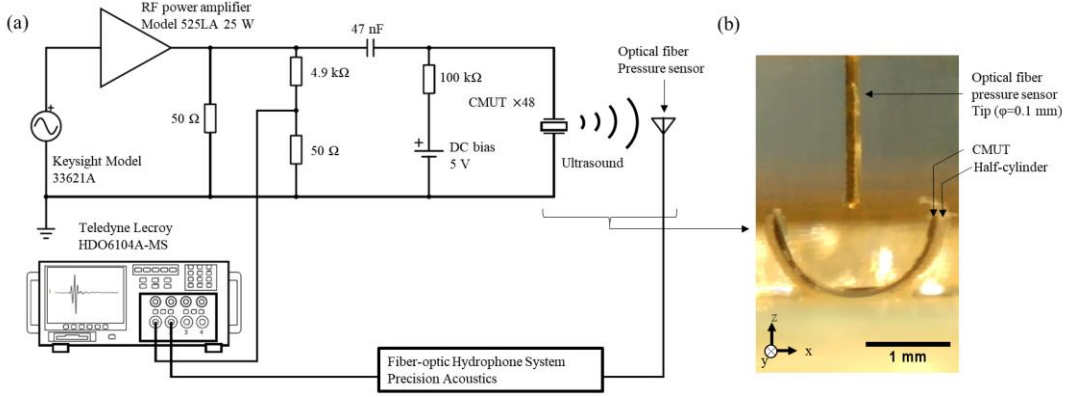 (a)
RF power amplifier
Model 525LA 25 W
47 nF
4.9 kΩ
100 kΩ
50 Ω
50 Ω
+
Keysight Model
33621A
+
DC bias
5 V
CMUT ×48
Ultrasound
Optical fiber
Pressure sensor
Teledyne Lecroy
HDO6104A-MS
3 4
Fiber-optic Hydrophone System
Precision Acoustics
(b)
Optical fiber
pressure sensor
Tip (φ=0.1 mm)
CMUT
Half-cylinder
z
y
x
1 mm